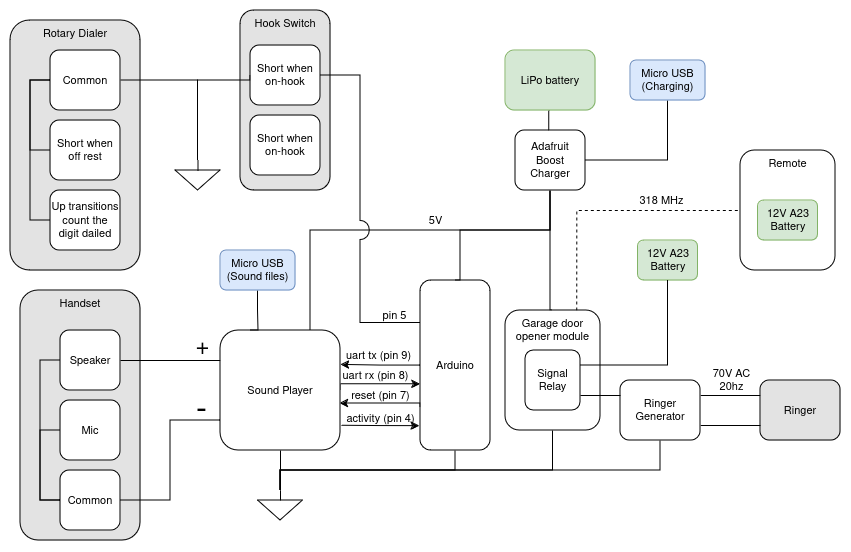 Rotary Dialer
Common
Short when
off rest
Up transitions
count the
digit dailed
Hook Switch
Short when
on-hook
Short when
on-hook
LiPo battery
Micro USB
(Charging)
Adafruit
Boost
Charger
Remote
12V A23
Battery
318 MHz
5V
12V A23
Battery
Micro USB
(Sound files)
Handset
Speaker
Mic
Common
+
-
Sound Player
pin 5
uart tx (pin 9)
uart rx (pin 8)
reset (pin 7)
activity (pin 4)
Arduino
Garage door
opener module
Signal
Relay
Ringer
Generator
70V AC
20hz
Ringer